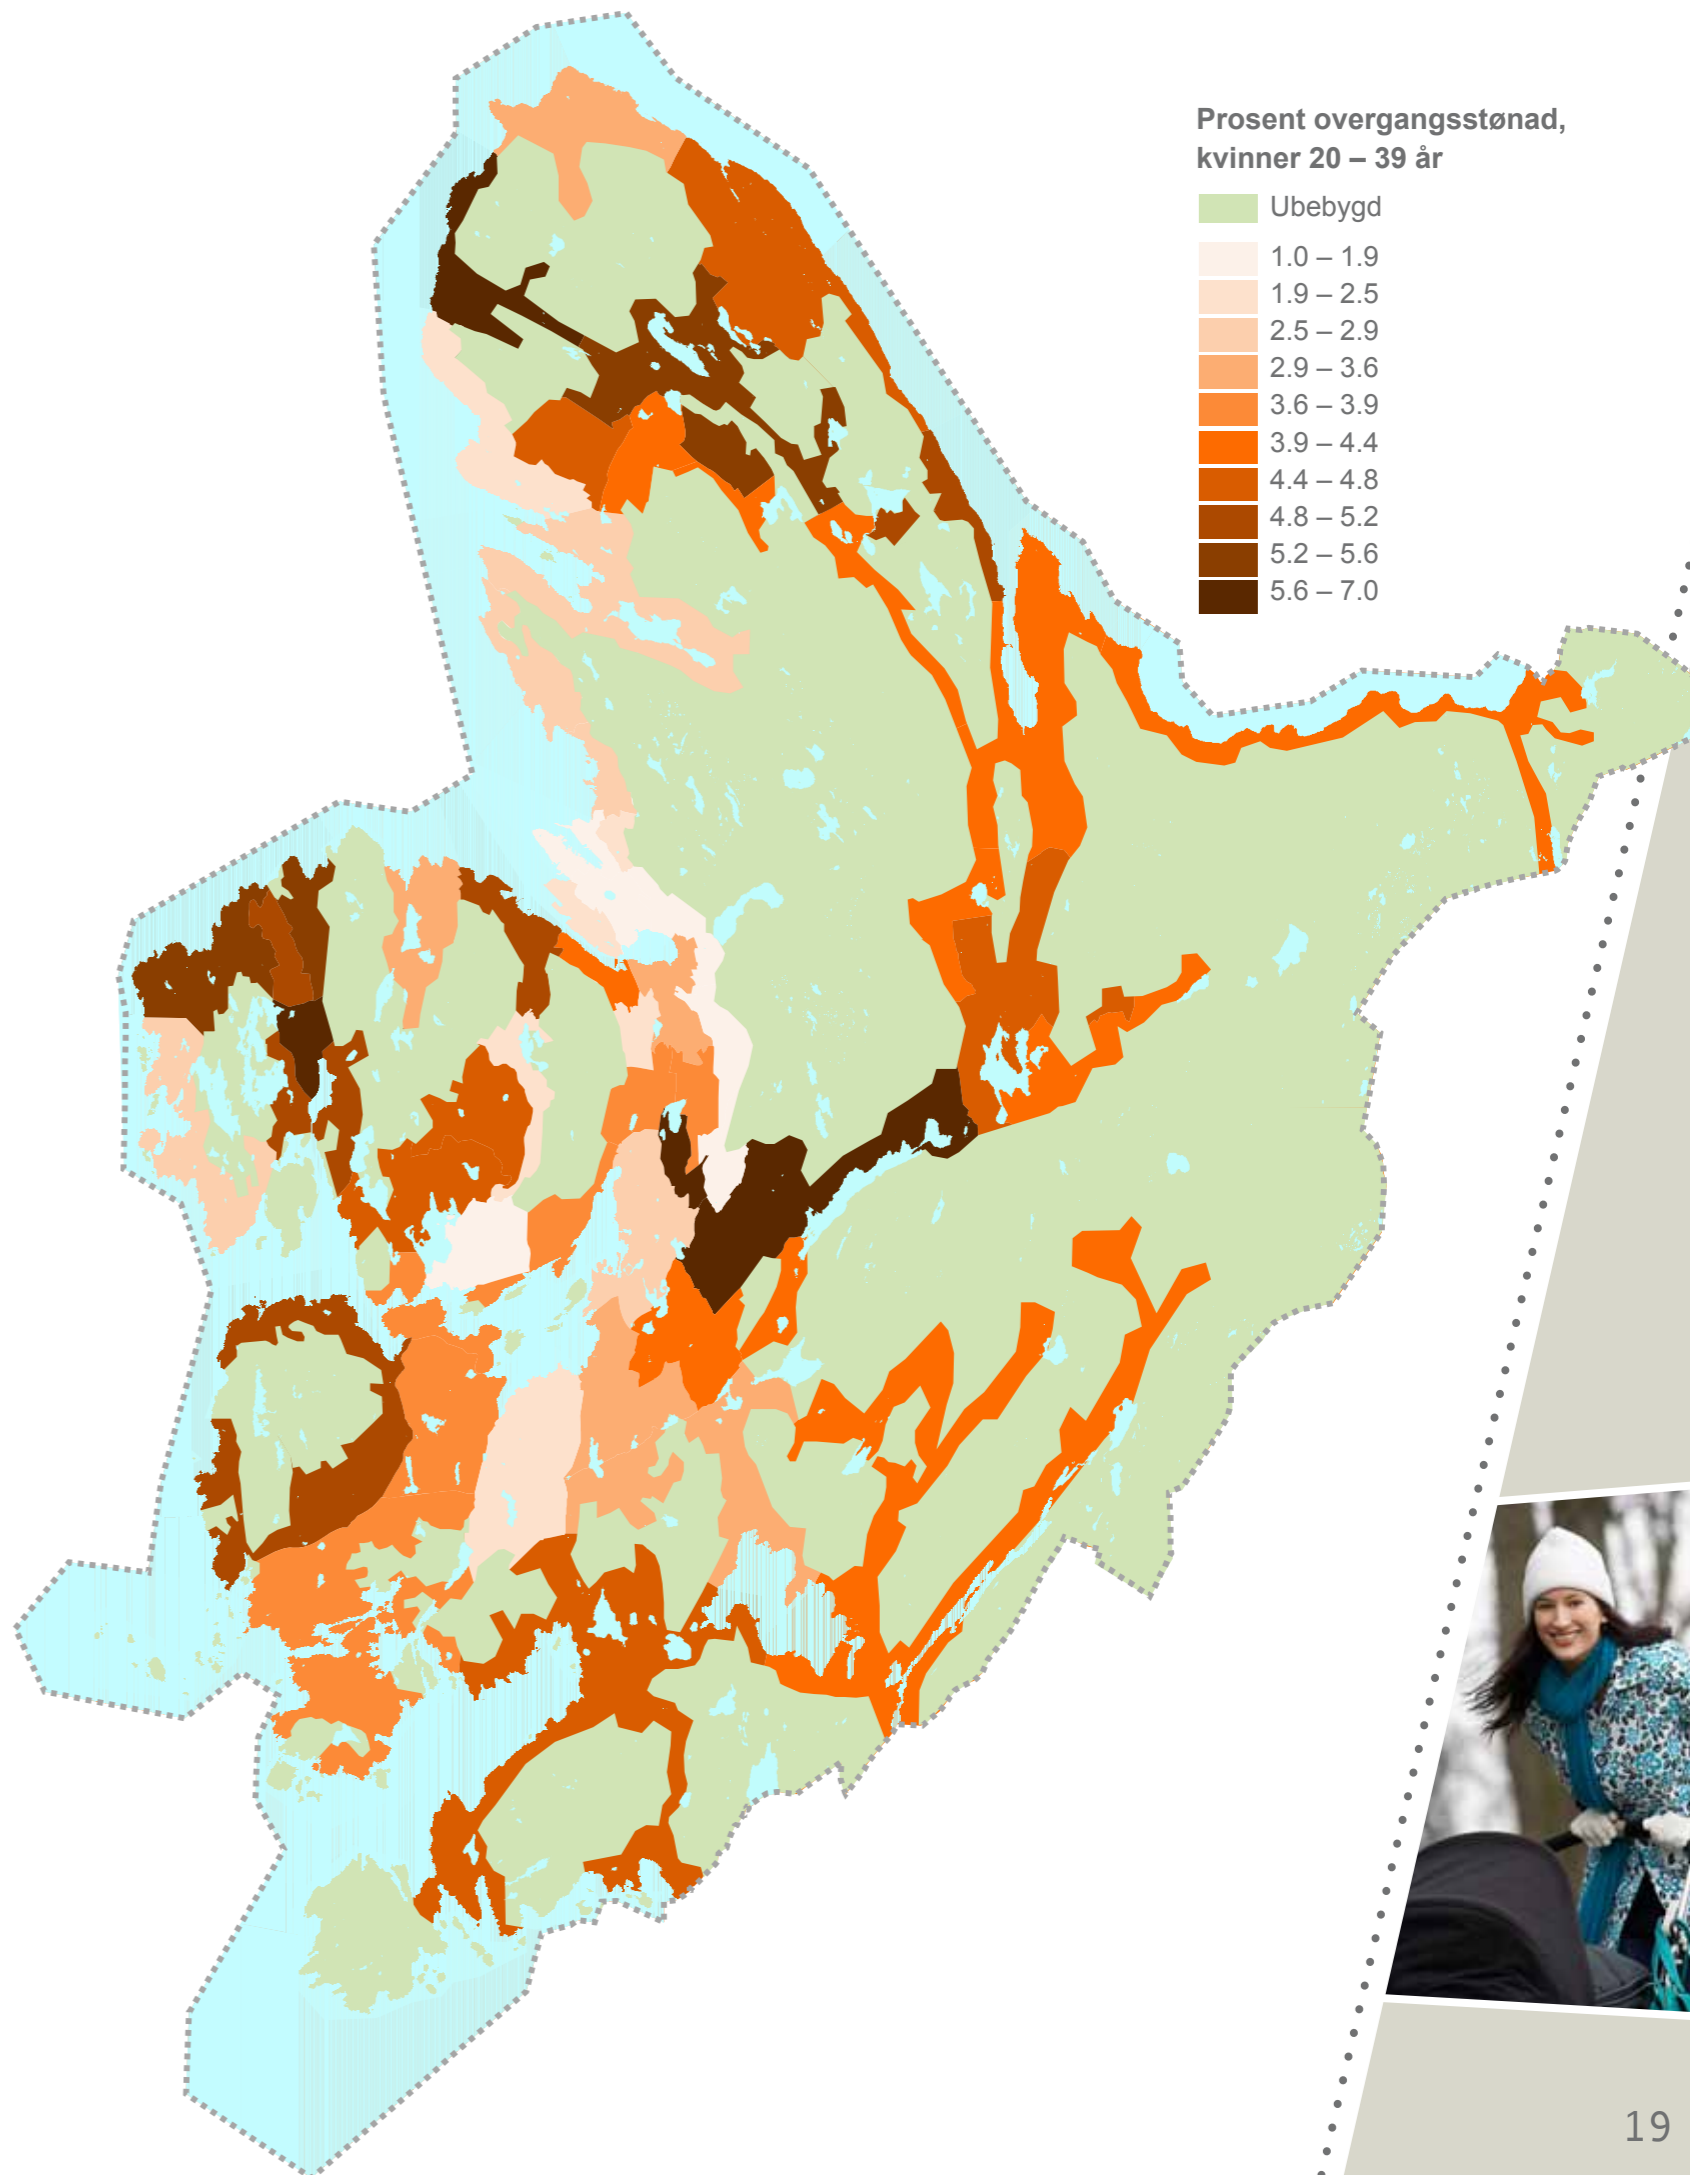 Prosent overgangsstønad,
kvinner 20 – 39 år
Ubebygd
1.0 – 1.9
1.9 – 2.5
2.5 – 2.9
2.9 – 3.6
3.6 – 3.9
3.9 – 4.4
4.4 – 4.8
4.8 – 5.2
5.2 – 5.6
5.6 – 7.0
19